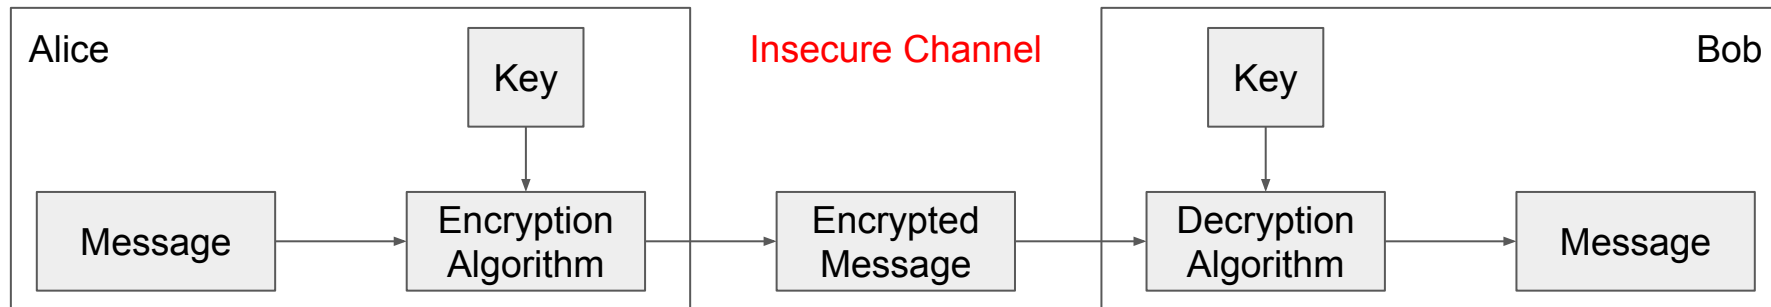 Alice
Insecure Channel
Bob
Key
Key
Message
Encryption
Algorithm
Encrypted
Message
Decryption
Algorithm
Message